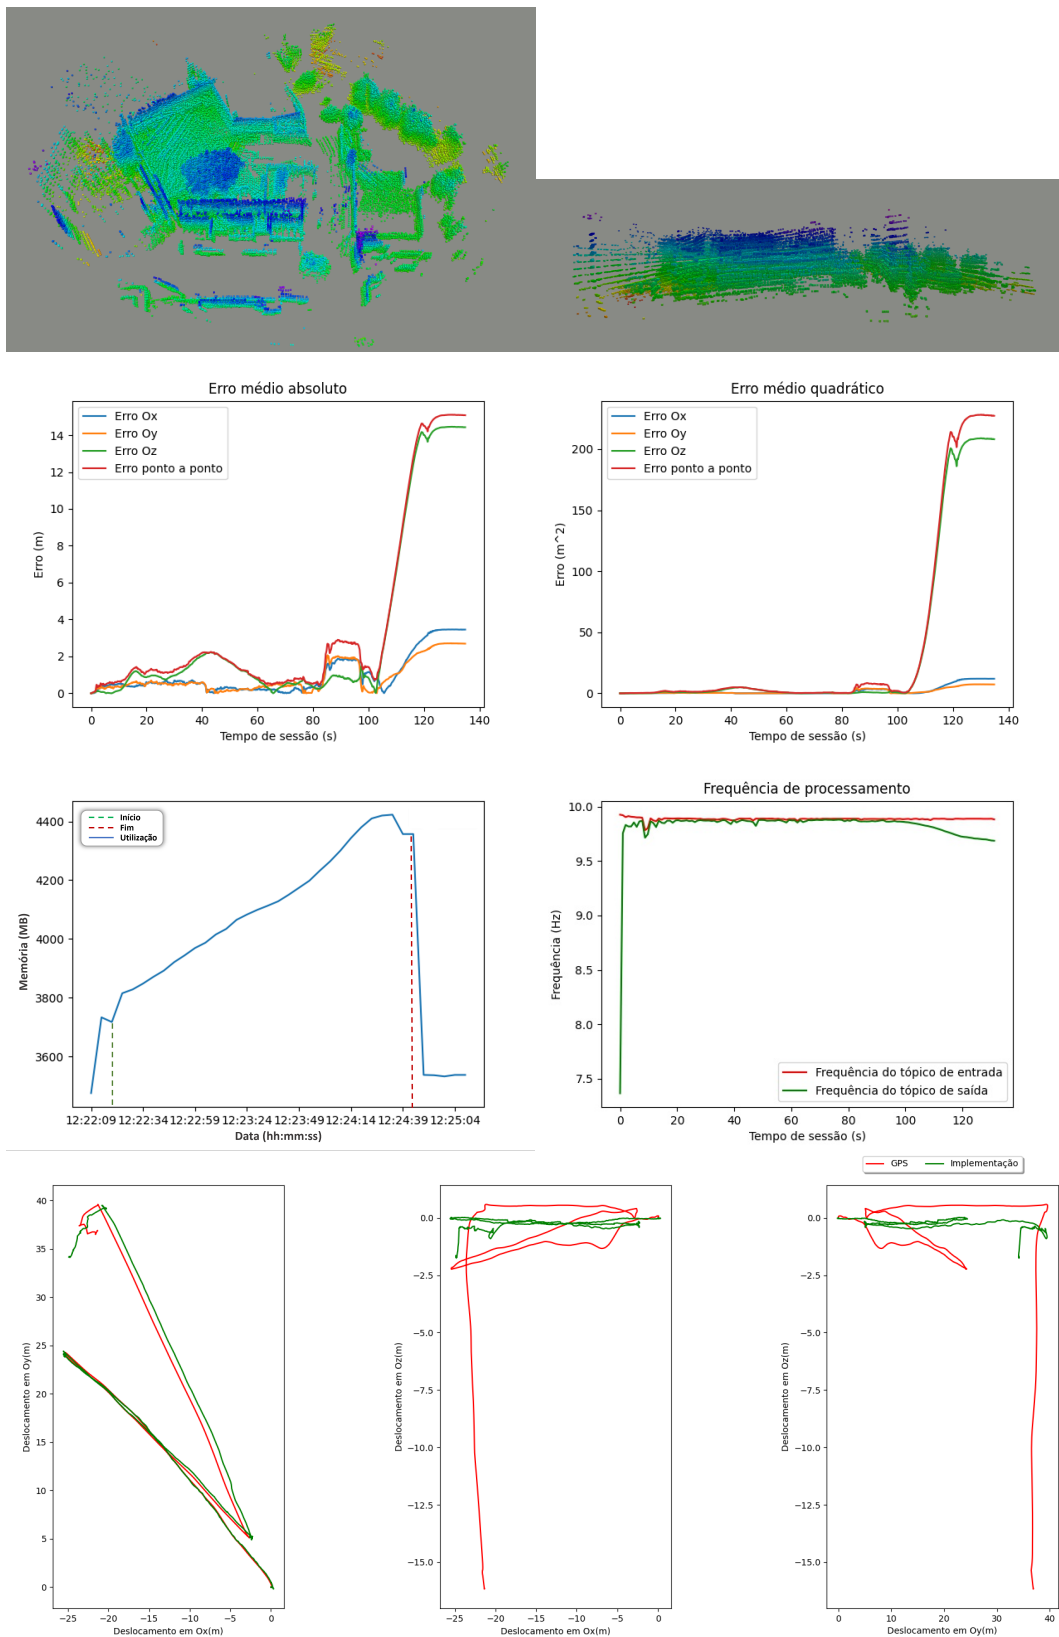 Erro médio absoluto
Erro Ox
Erro Oy
Erro Oz
Erro ponto a ponto
14
12
10
8
6
4
2
0
Erro (m)
0 20 40 60 80 100 120 140
Tempo de sessão (s)
Erro médio quadrático
Erro Ox
Erro Oy
Erro Oz
Erro ponto a ponto
200
150
100
50
0
Erro (m^2)
0 20 40 60 80 100 120 140
Tempo de sessão (s)
Início
Fim
Utilização
4400
4200
4000
3800
3600
Memória (MB)
12:22:09 12:22:34 12:22:59 12:23:24 12:23:49 12:24:14 12:24:39 12:25:04
Data (hh:mm:ss)
Frequência de processamento
10.0
9.5
9.0
8.5
8.0
7.5
Frequência (Hz)
Frequência do tópico de entrada
Frequência do tópico de saída
0 20 40 60 80 100 120
Tempo de sessão (s)
GPS Implementação
40
35
30
25
20
15
10
5
0
Deslocamento em Oy(m)
−25 −20 −15 −10 −5 0
Deslocamento em Ox(m)
0.0
−2.5
−5.0
−7.5
−10.0
−12.5
−15.0
Deslocamento em Oz(m)
−25 −20 −15 −10 −5 0
Deslocamento em Ox(m)
0.0
−2.5
−5.0
−7.5
−10.0
−12.5
−15.0
Deslocamento em Oz(m)
0 10 20 30 40
Deslocamento em Oy(m)